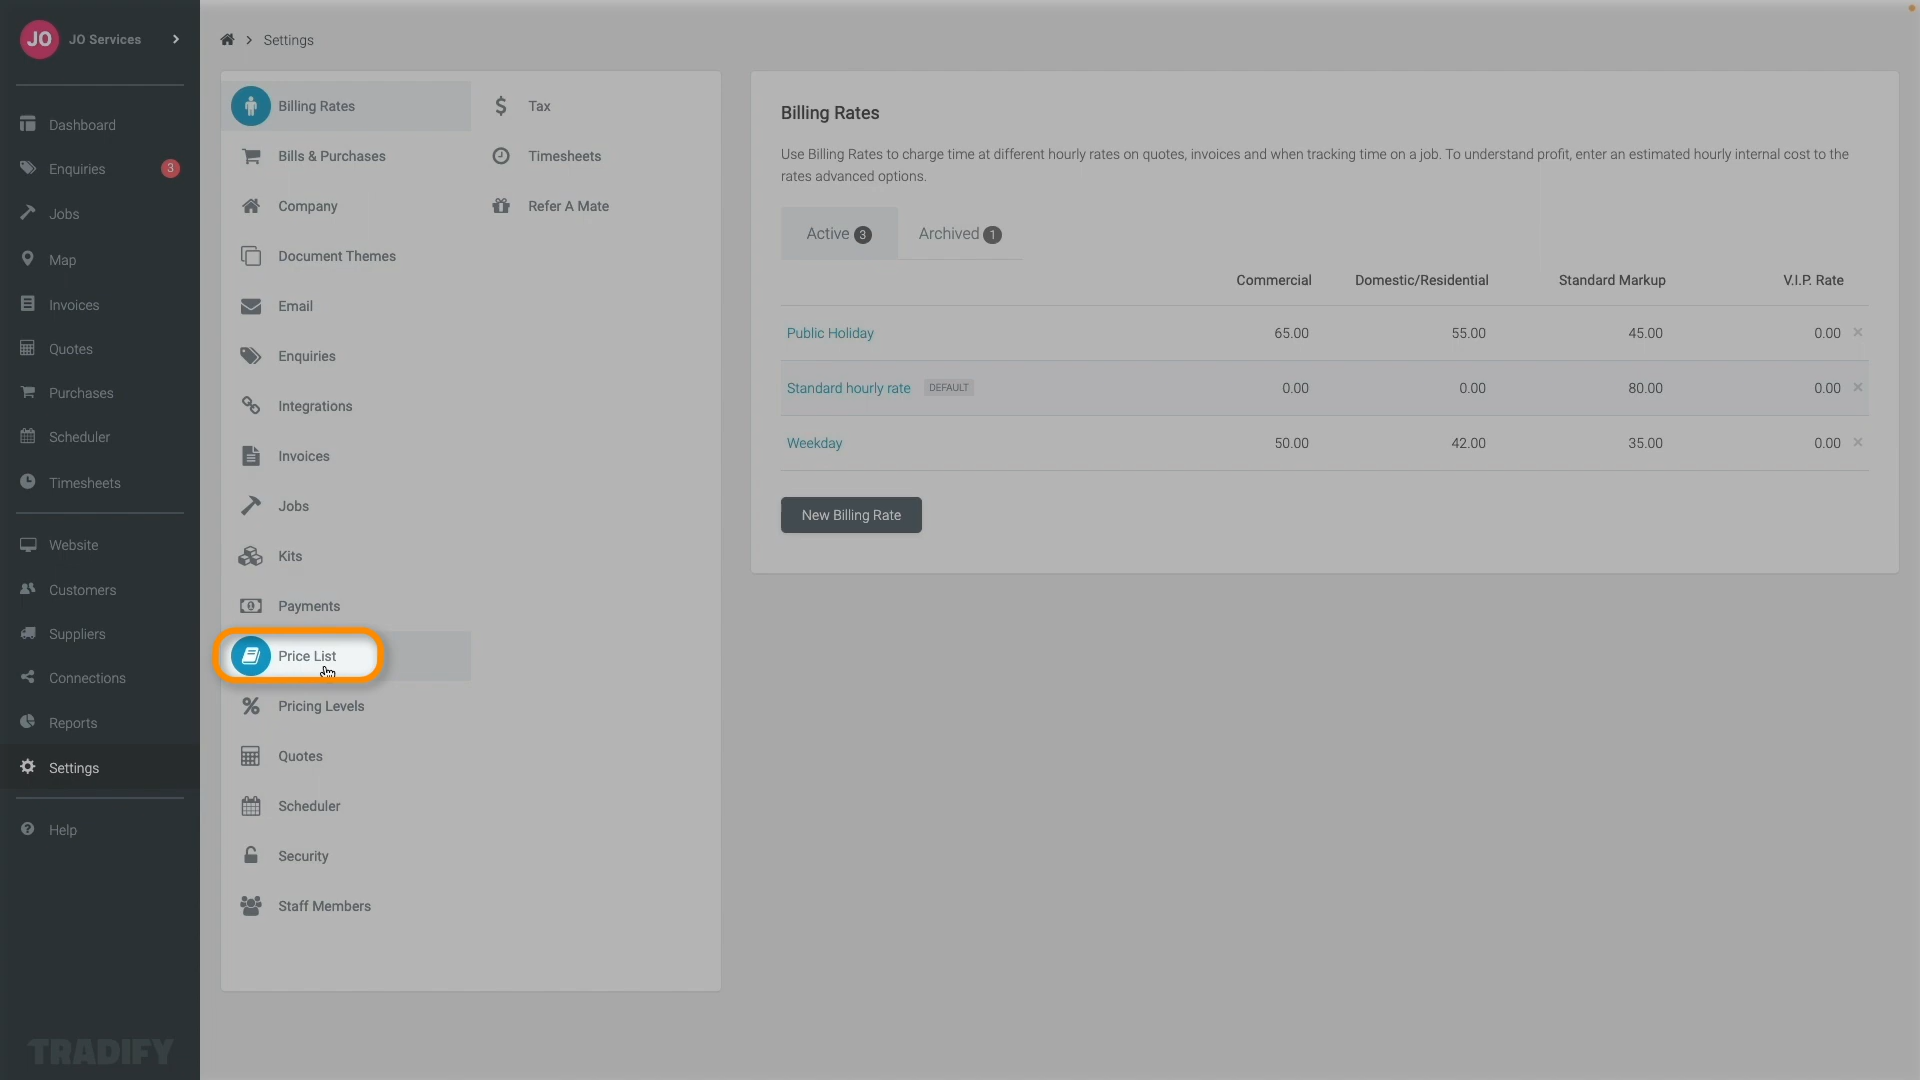 JO JO Services
Dashboard
Enquiries 3
Jobs
Map
Invoices
Quotes
Purchases
Scheduler
Timesheets
Website
Customers
Suppliers
Connections
Reports
Settings
Help
TRADIFY
Settings
Billing Rates
Bills & Purchases
Company
Document Themes
Email
Enquiries
Integrations
Invoices
Jobs
Kits
Payments
Price List
Pricing Levels
Quotes
Scheduler
Security
Staff Members
Tax
Timesheets
Refer A Mate
Billing Rates
Use Billing Rates to charge time at different hourly rates on quotes, invoices and when tracking time on a job. To understand profit, enter an estimated hourly internal cost to the
rates advanced options.
Active 3 Archived 1
Commercial Domestic/Residential Standard Markup V.I.P. Rate
Public Holiday 65.00 55.00 45.00 0.00
Standard hourly rate DEFAULT 0.00 0.00 80.00 0.00
Weekday 50.00 42.00 35.00 0.00
New Billing Rate